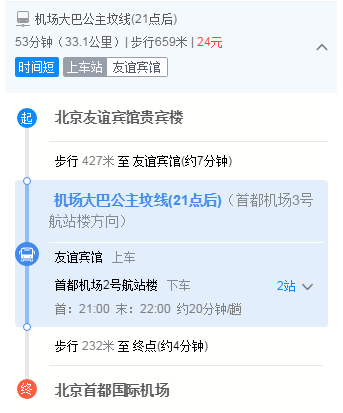 机场大巴公主坟线(21点后)
53分钟（33.1公里）| 步行659米 | 24元
时间短 上车站 友谊宾馆
起 北京友谊宾馆贵宾楼
步行 427米 至 友谊宾馆(约7分钟)
机场大巴公主坟线(21点后)（首都机场3号
航站楼方向）
友谊宾馆 上车
首都机场2号航站楼 下车 2站
首：21:00 末：22:00 约20分钟/趟
步行 232米 至 终点(约4分钟)
终 北京首都国际机场